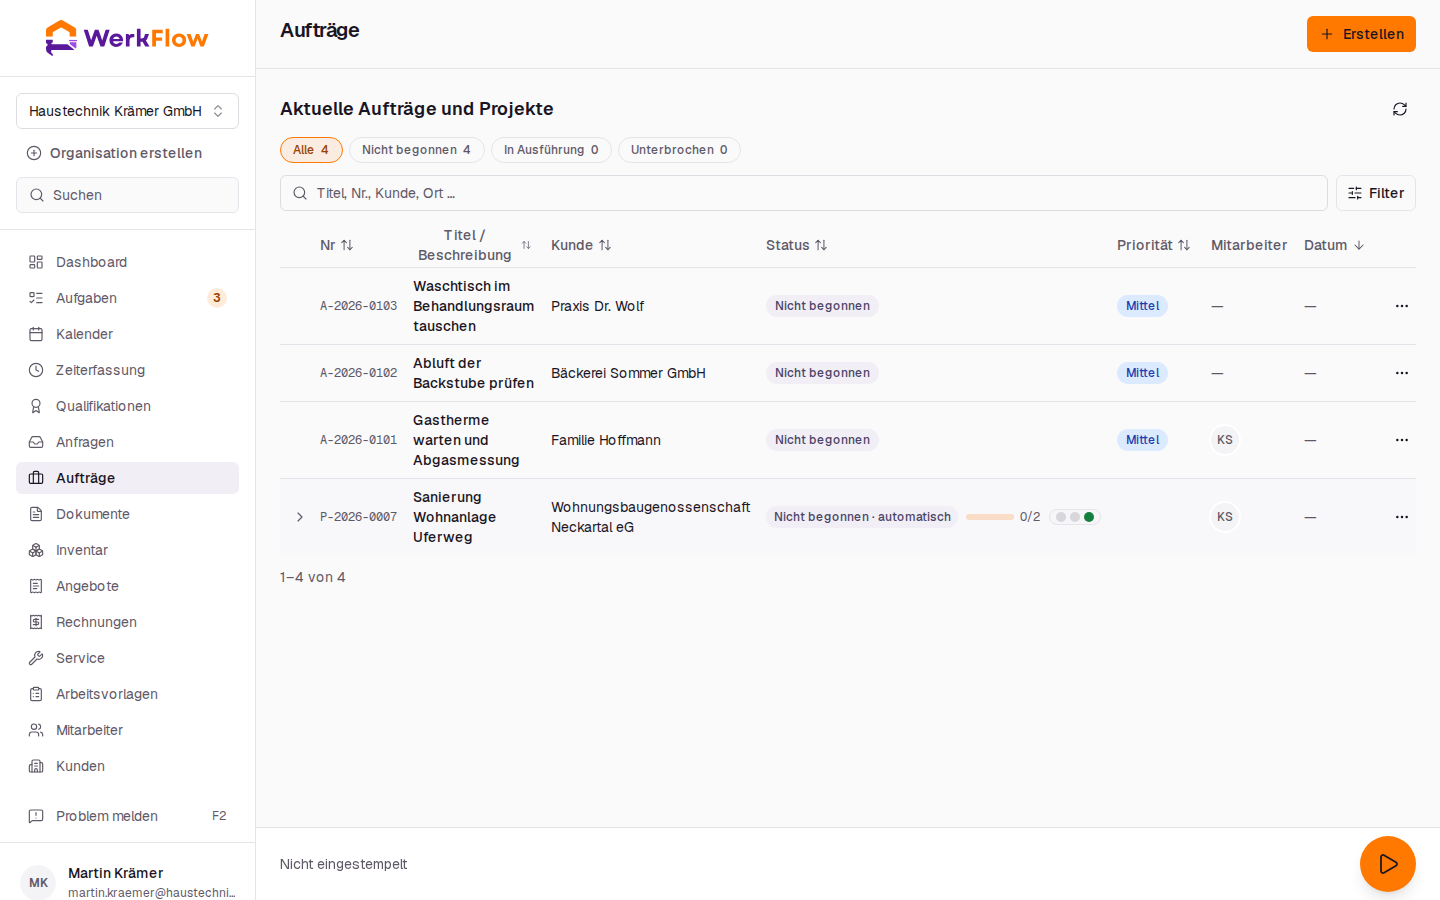 WerkFlow
Haustechnik Krämer GmbH
Organisation erstellen
Suchen
Dashboard
Aufgaben 3
Kalender
Zeiterfassung
Qualifikationen
Anfragen
Aufträge
Dokumente
Inventar
Angebote
Rechnungen
Service
Arbeitsvorlagen
Mitarbeiter
Kunden
Problem melden F2
MK
Martin Krämer
martin.kraemer@haustechni...
Aufträge
Erstellen
Aktuelle Aufträge und Projekte
Alle 4 Nicht begonnen 4 In Ausführung 0 Unterbrochen 0
Titel, Nr., Kunde, Ort ...
Filter
Nr Titel / Beschreibung Kunde Status Priorität Mitarbeiter Datum
A-2026-0103 Waschtisch im Behandlungsraum tauschen Praxis Dr. Wolf Nicht begonnen Mittel — —
A-2026-0102 Abluft der Backstube prüfen Bäckerei Sommer GmbH Nicht begonnen Mittel — —
A-2026-0101 Gastherme warten und Abgasmessung Familie Hoffmann Nicht begonnen Mittel KS —
P-2026-0007 Sanierung Wohnanlage Uferweg Wohnungsbaugenossenschaft Neckartal eG Nicht begonnen · automatisch 0/2 KS —
1–4 von 4
Nicht eingestempelt